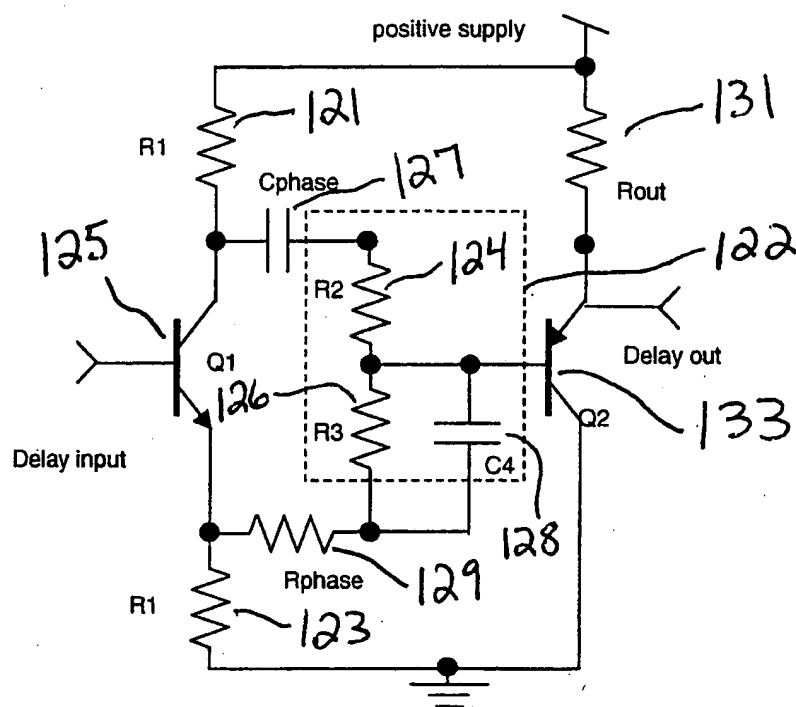 positive supply
121
131
R1
Cphase
127
Rout
125
124
122
R2
Q1
Delay out
126
R3
Q2
133
Delay input
C4
128
Rphase
129
R1
123